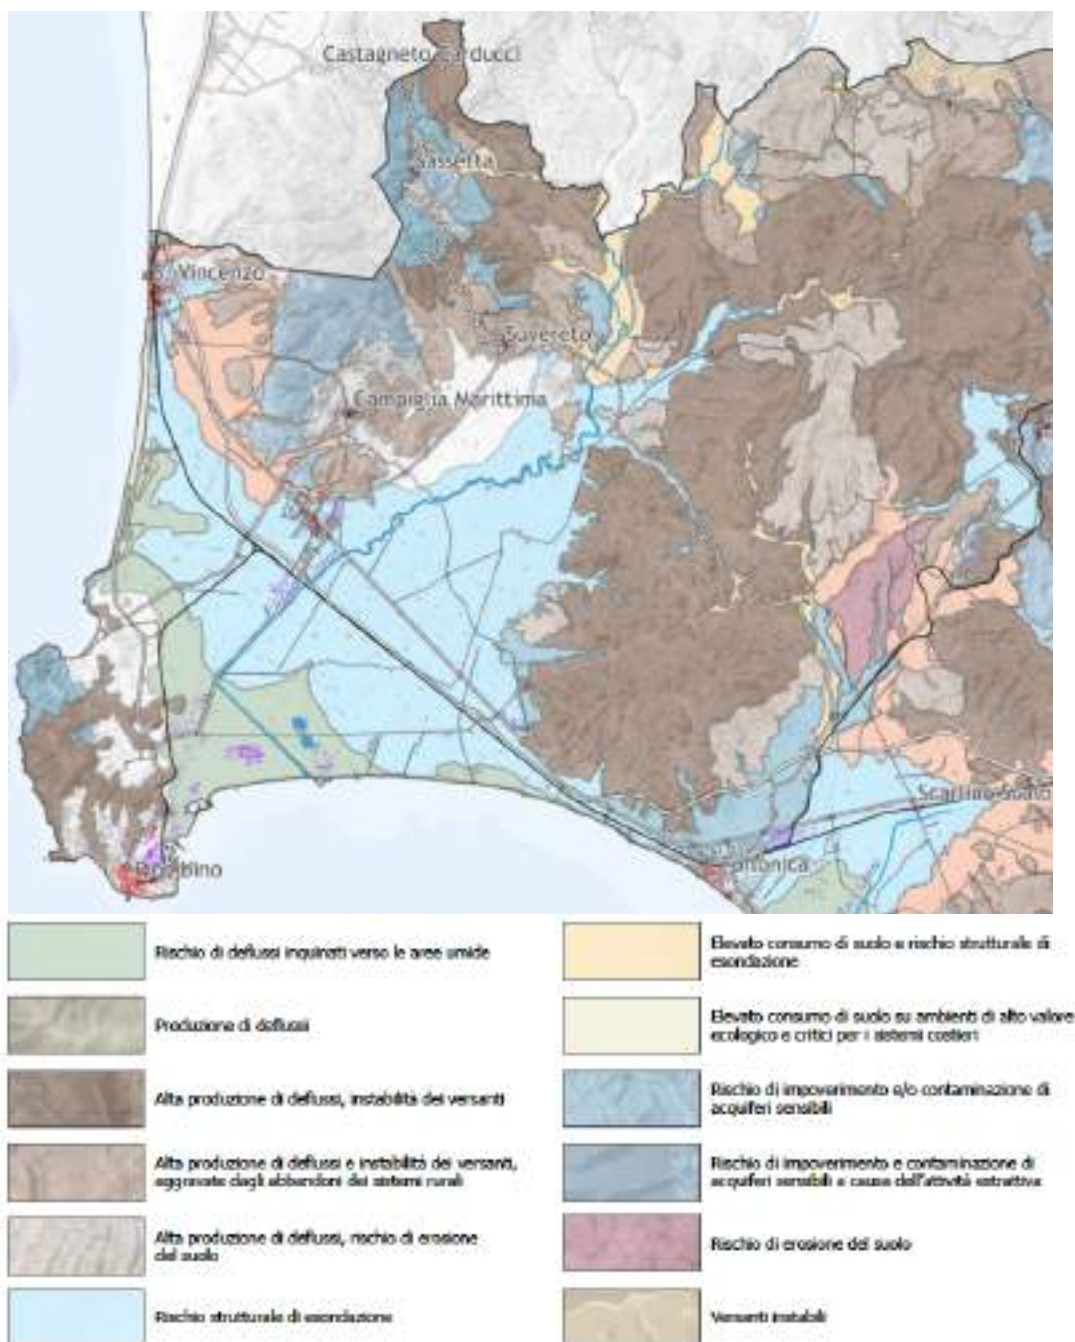 Castagneto Carducci
Sassetta
S. Vincenzo
Suvereto
Campiglia Marittima
Scarlino Scalo
Piombino
Follonica
Rischio di deflussi inquinati verso le aree umide
Produzione di deflussi
Alta produzione di deflussi, instabilità dei versanti
Alta produzione di deflussi e instabilità dei versanti,
aggravate dagli abbandoni dei sistemi rurali
Alta produzione di deflussi, rischio di erosione
del suolo
Rischio strutturale di esondazione
Elevato consumo di suolo e rischio strutturale di
esondazione
Elevato consumo di suolo su ambienti di alto valore
ecologico e critici per i sistemi costieri
Rischio di impoverimento e/o contaminazione di
acquiferi sensibili
Rischio di impoverimento e contaminazione di
acquiferi sensibili a causa dell'attività estrattiva
Rischio di erosione del suolo
Versanti instabili